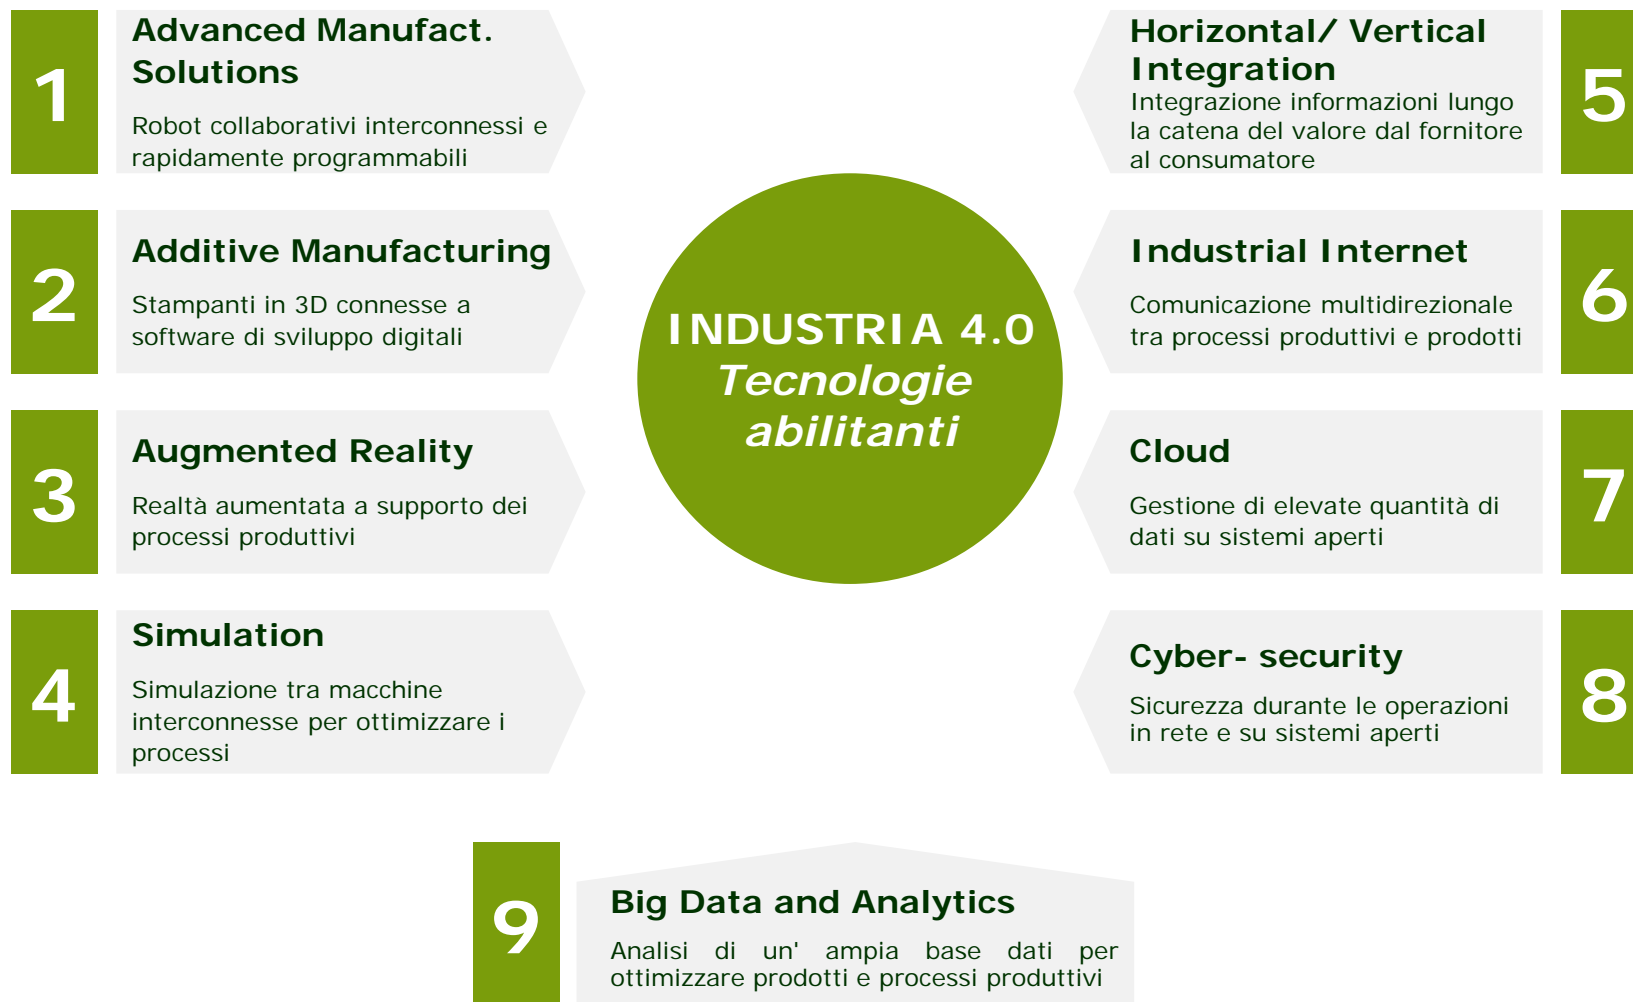 1
Advanced Manufact.
Solutions
Robot collaborativi interconnessi e
rapidamente programmabili
2
Additive Manufacturing
Stampanti in 3D connesse a
software di sviluppo digitali
3
Augmented Reality
Realtà aumentata a supporto dei
processi produttivi
4
Simulation
Simulazione tra macchine
interconnesse per ottimizzare i
processi
INDUSTRIA 4.0
Tecnologie
abilitanti
Horizontal/ Vertical
Integration
Integrazione informazioni lungo
la catena del valore dal fornitore
al consumatore
5
Industrial Internet
Comunicazione multidirezionale
tra processi produttivi e prodotti
6
Cloud
Gestione di elevate quantità di
dati su sistemi aperti
7
Cyber- security
Sicurezza durante le operazioni
in rete e su sistemi aperti
8
9
Big Data and Analytics
Analisi di un' ampia base dati per
ottimizzare prodotti e processi produttivi